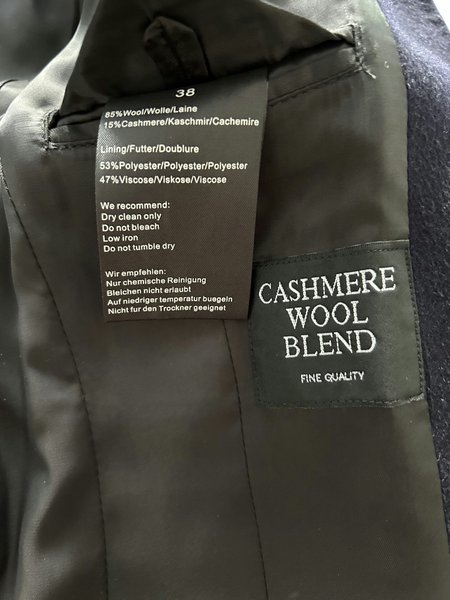 38
85%Wool/Wolle/Laine
15%Cashmere/Kaschmir/Cachemire
Lining/Futter/Doublure
53%Polyester/Polyester/Polyester
47%Viscose/Viskose/Viscose
We recommend:
Dry clean only
Do not bleach
Low iron
Do not tumble dry
Wir empfehlen:
Nur chemische Reinigung
Bleichen nicht erlaubt
Auf niedriger temperatur buegeln
Nicht fur den Trockner geeignet
CASHMERE
WOOL
BLEND
FINE QUALITY